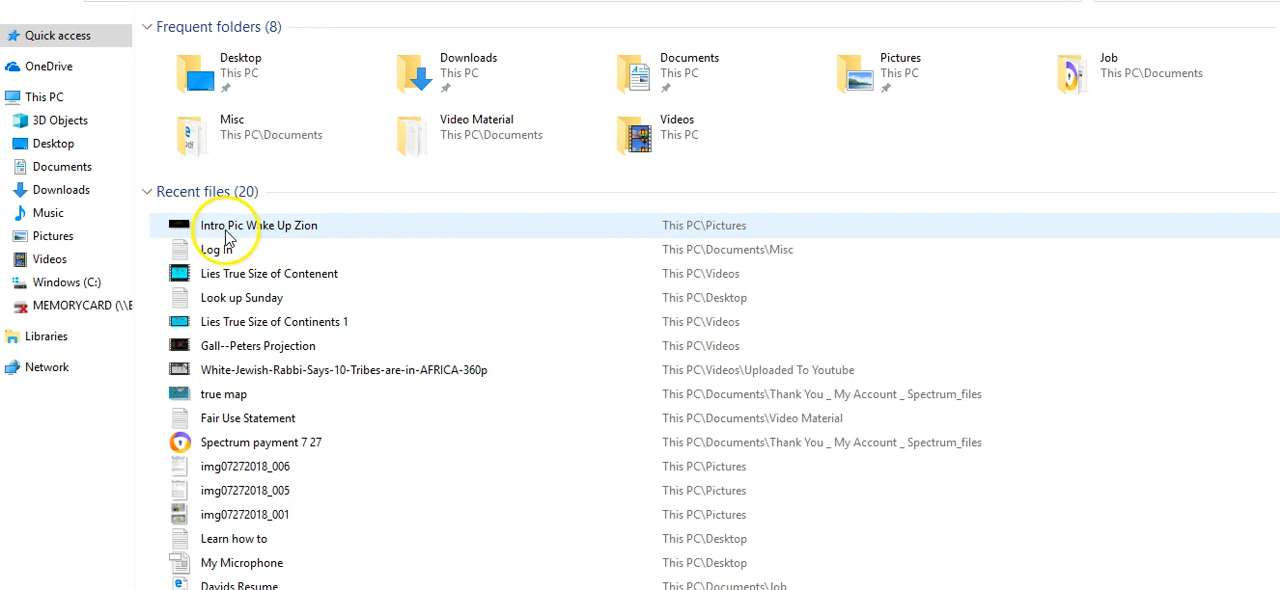 Quick access
OneDrive
This PC
3D Objects
Desktop
Documents
Downloads
Music
Pictures
Videos
Windows (C:)
MEMORYCARD (\\E
Libraries
Network
Frequent folders (8)
Desktop
This PC
Downloads
This PC
Documents
This PC
Pictures
This PC
Job
This PC\Documents
Misc
This PC\Documents
Video Material
This PC\Documents
Videos
This PC
Recent files (20)
Intro Pic Wake Up Zion This PC\Pictures
Log In This PC\Documents\Misc
Lies True Size of Contenent This PC\Videos
Look up Sunday This PC\Desktop
Lies True Size of Continents 1 This PC\Videos
Gall--Peters Projection This PC\Videos
White-Jewish-Rabbi-Says-10-Tribes-are-in-AFRICA-360p This PC\Videos\Uploaded To Youtube
true map This PC\Documents\Thank You _ My Account _ Spectrum_files
Fair Use Statement This PC\Documents\Video Material
Spectrum payment 7 27 This PC\Documents\Thank You _ My Account _ Spectrum_files
img07272018_006 This PC\Pictures
img07272018_005 This PC\Pictures
img07272018_001 This PC\Pictures
Learn how to This PC\Desktop
My Microphone This PC\Desktop
Davids Resume This PC\Documents\Job